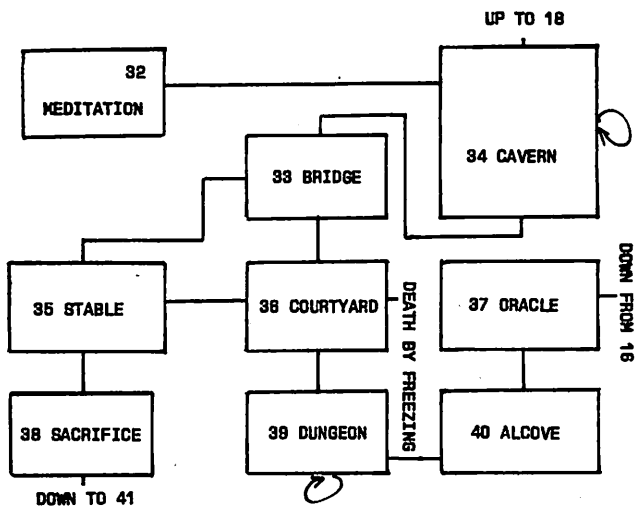 UP TO 18
32
MEDITATION
34 CAVERN
33 BRIDGE
35 STABLE
36 COURTYARD
DEATH BY FREEZING
37 ORACLE
DOWN FROM 16
38 SACRIFICE
39 DUNGEON
40 ALCOVE
DOWN TO 41